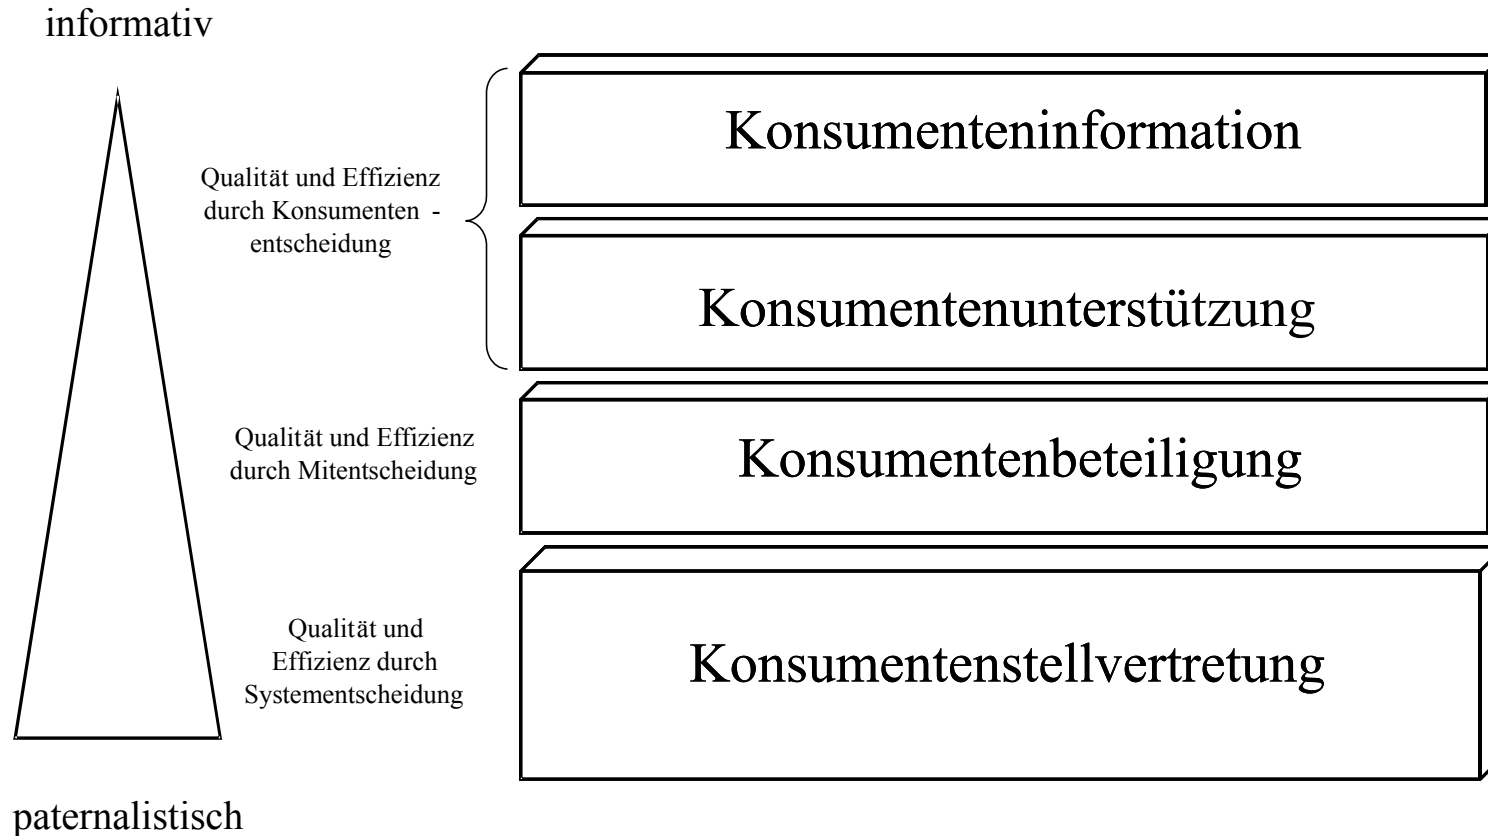 informativ
Konsumenteninformation
Qualität und Effizienz
durch Konsumenten -
entscheidung
Konsumentenunterstützung
Qualität und Effizienz
durch Mitentscheidung
Konsumentenbeteiligung
Qualität und
Effizienz durch
Systementscheidung
Konsumentenstellvertretung
paternalistisch